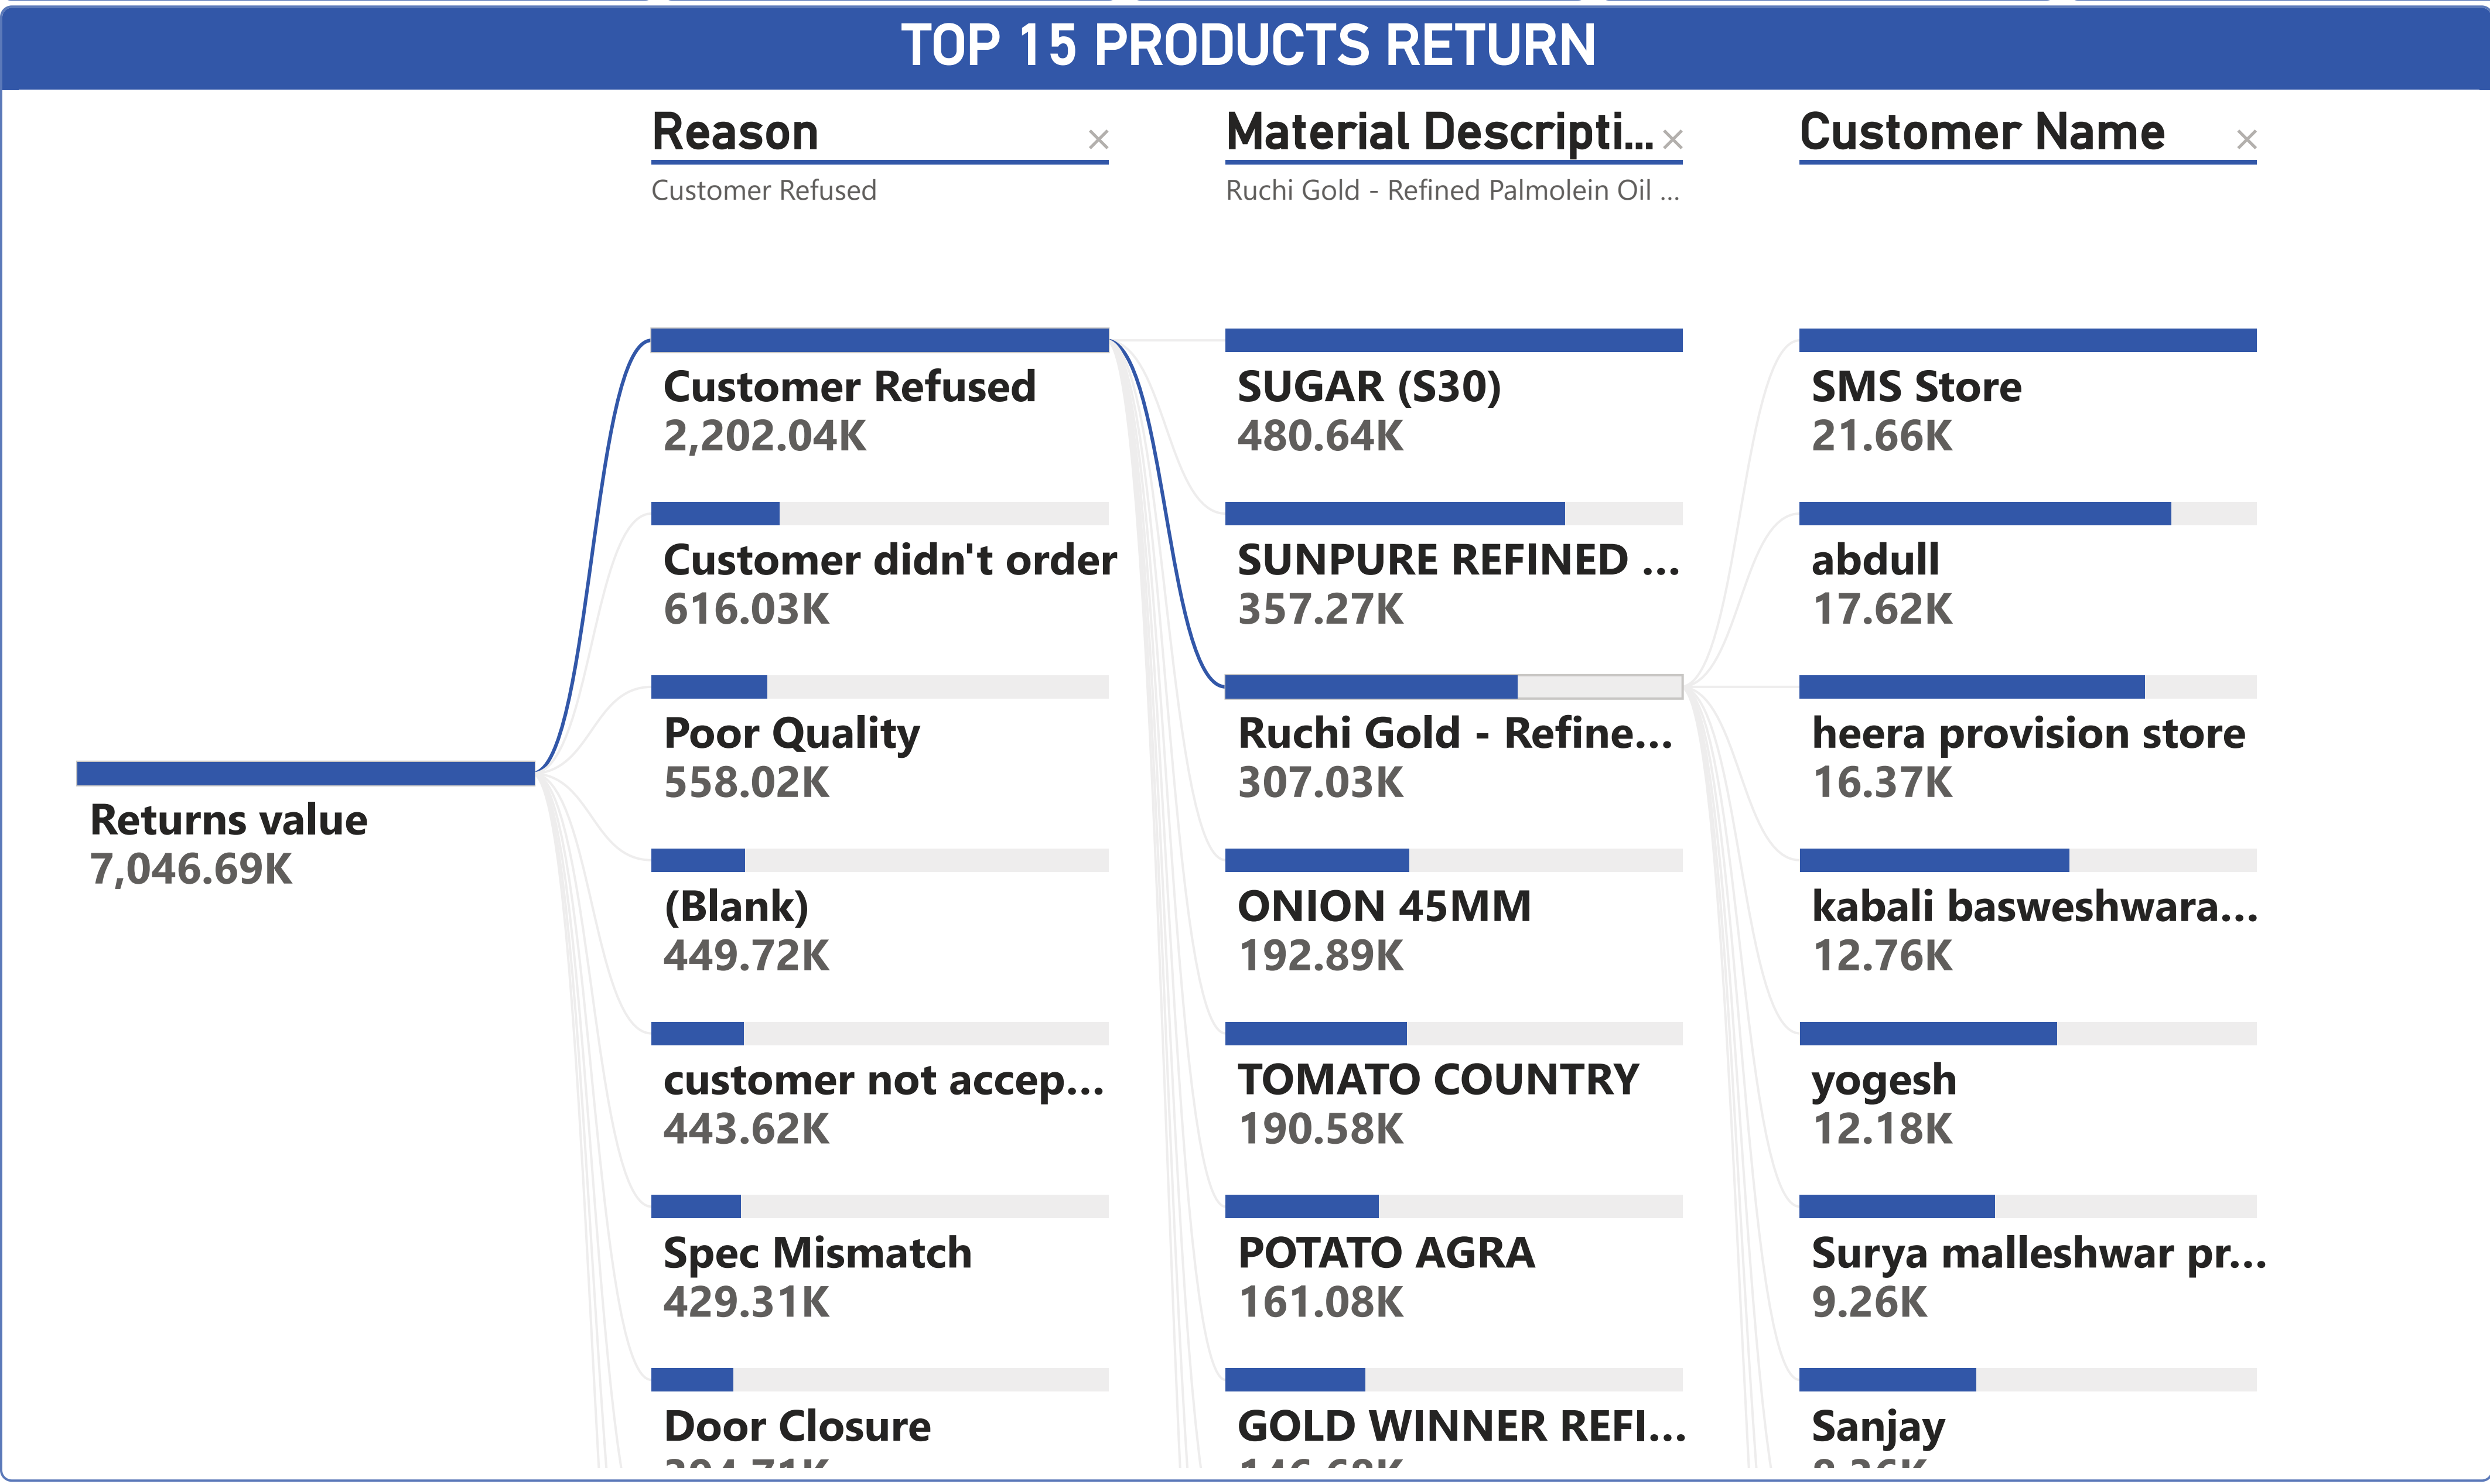 TOP 15 PRODUCTS RETURN
Reason
Customer Refused
Material Descripti...
Ruchi Gold - Refined Palmolein Oil ...
Customer Name
Returns value
7,046.69K
Customer Refused
2,202.04K
Customer didn't order
616.03K
Poor Quality
558.02K
(Blank)
449.72K
customer not accep...
443.62K
Spec Mismatch
429.31K
Door Closure
SUGAR (S30)
480.64K
SUNPURE REFINED ...
357.27K
Ruchi Gold - Refine...
307.03K
ONION 45MM
192.89K
TOMATO COUNTRY
190.58K
POTATO AGRA
161.08K
GOLD WINNER REFI...
SMS Store
21.66K
abdull
17.62K
heera provision store
16.37K
kabali basweshwara...
12.76K
yogesh
12.18K
Surya malleshwar pr...
9.26K
Sanjay